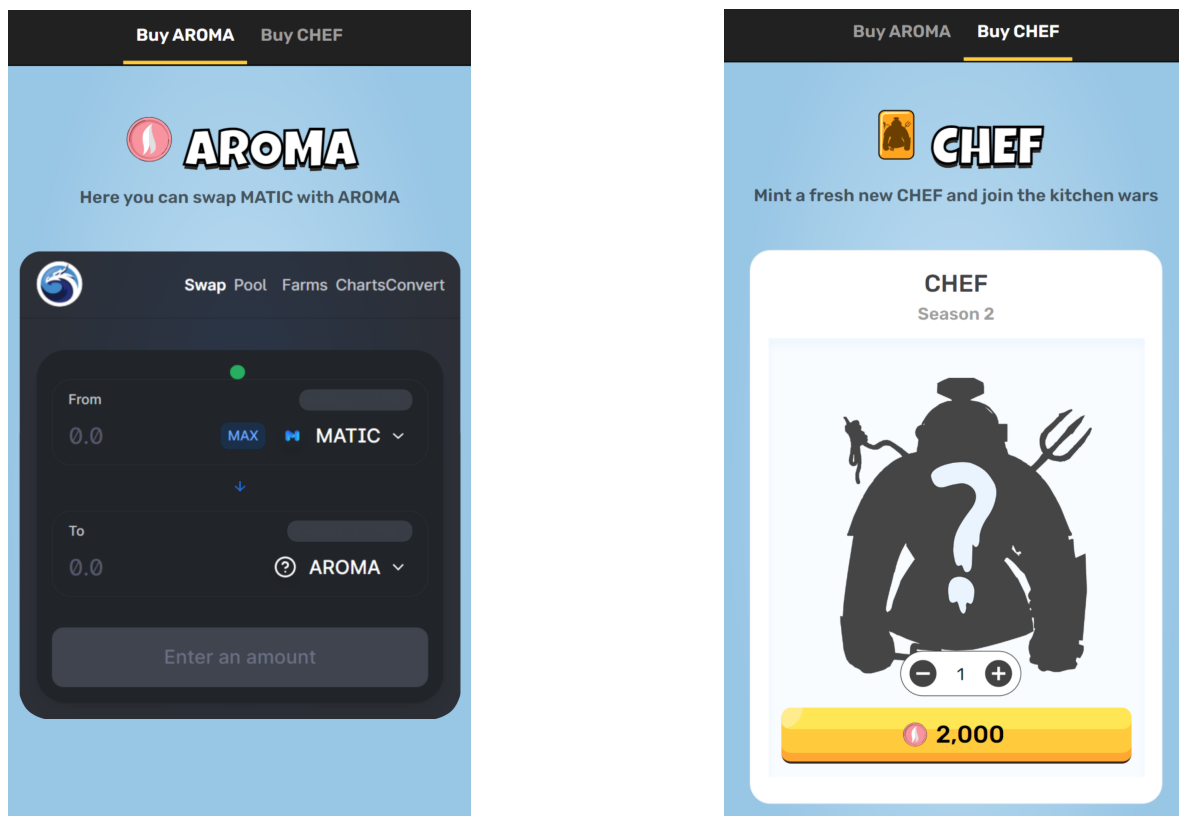 Buy AROMA Buy CHEF
AROMA
Here you can swap MATIC with AROMA
Swap Pool Farms ChartsConvert
From
0.0 MAX MATIC
To
0.0 ? AROMA
Enter an amount
Buy AROMA Buy CHEF
CHEF
Mint a fresh new CHEF and join the kitchen wars
CHEF
Season 2
?
1
2,000